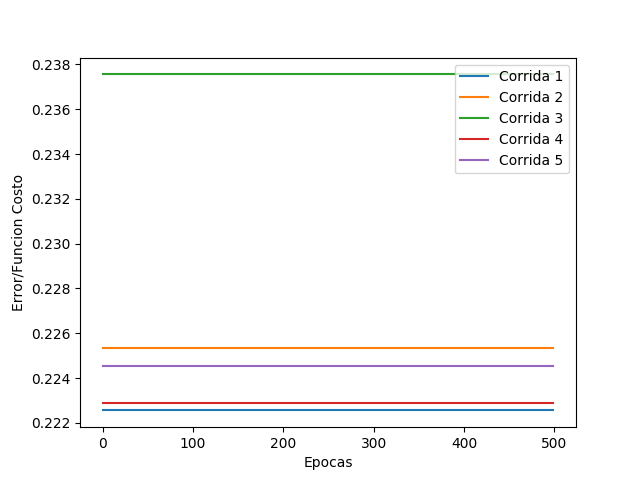 0.238
0.236
0.234
0.232
0.230
0.228
0.226
0.224
0.222
Error/Funcion Costo
Corrida 1
Corrida 2
Corrida 3
Corrida 4
Corrida 5
0 100 200 300 400 500
Epocas